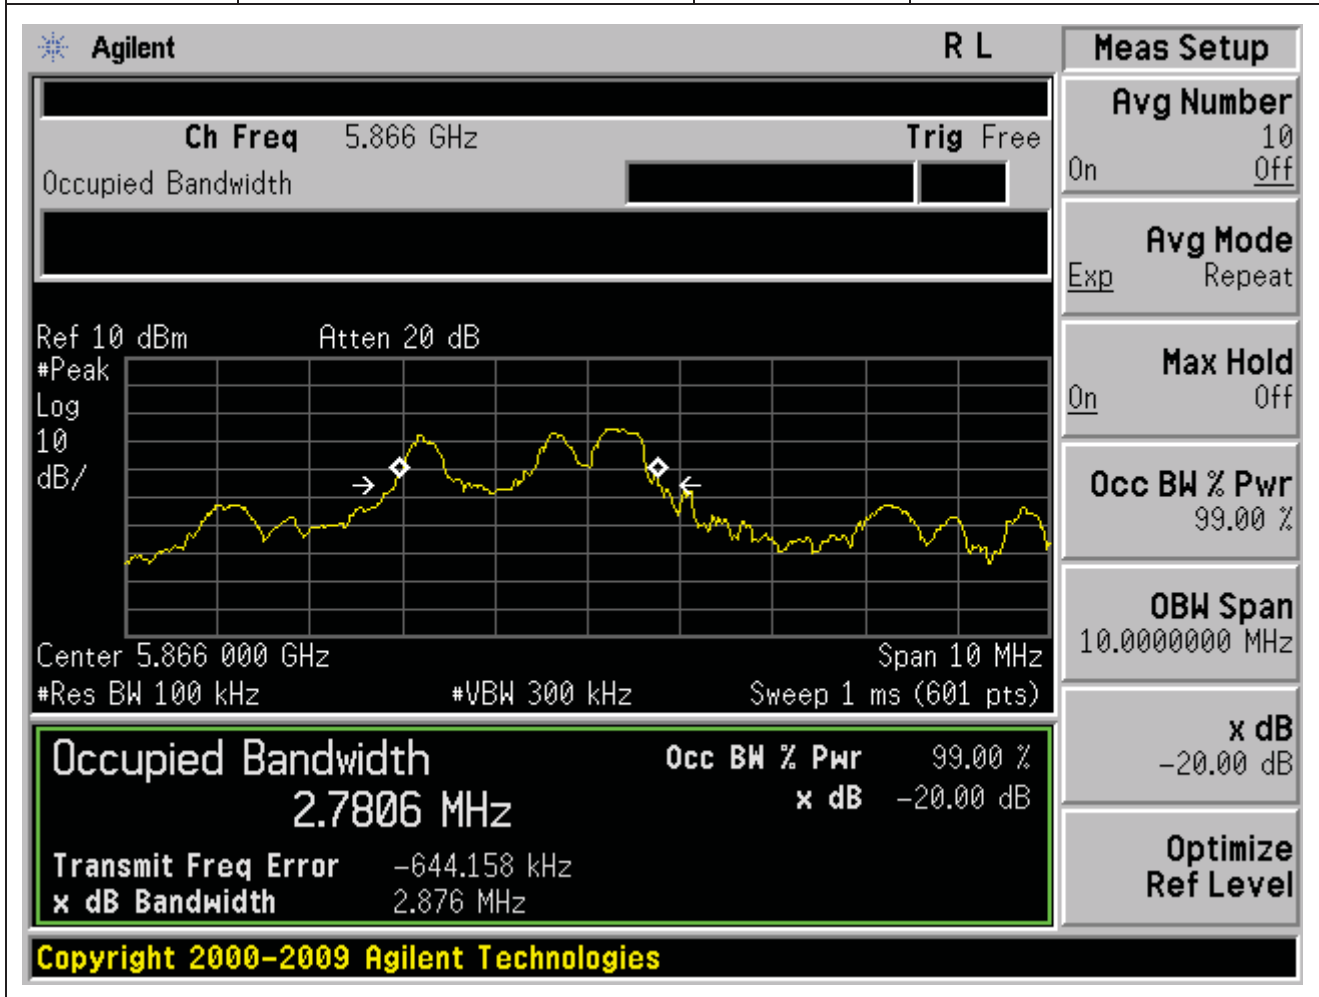 Agilent R L
Ch Freq 5.866 GHz Trig Free
Occupied Bandwidth
Ref 10 dBm Atten 20 dB
#Peak
Log
10
dB/
Center 5.866 000 GHz Span 10 MHz
#Res BW 100 kHz #VBW 300 kHz Sweep 1 ms (601 pts)
Occupied Bandwidth Occ BW % Pwr 99.00 %
2.7806 MHz x dB -20.00 dB
Transmit Freq Error -644.158 kHz
x dB Bandwidth 2.876 MHz
Copyright 2000-2009 Agilent Technologies
Meas Setup
Avg Number
10
On Off
Avg Mode
Exp Repeat
Max Hold
On Off
Occ BW % Pwr
99.00 %
OBW Span
10.0000000 MHz
x dB
-20.00 dB
Optimize
Ref Level